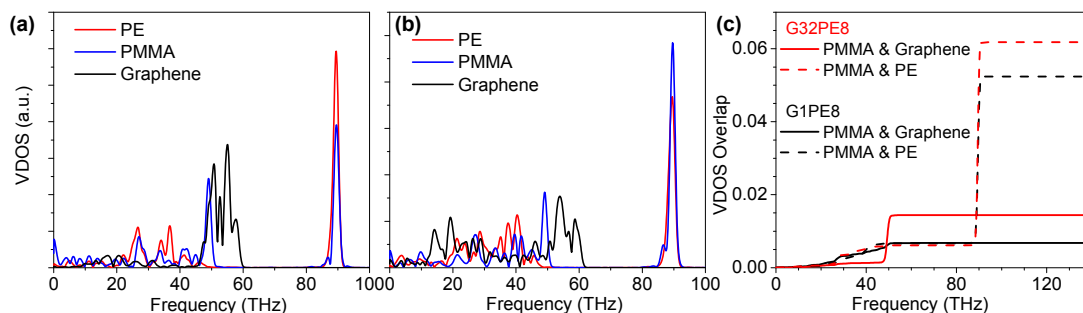 (a)
PE
PMMA
Graphene
VDOS (a.u.)
0 20 40 60 80 100
Frequency (THz)
(b)
PE
PMMA
Graphene
0 20 40 60 80 100
Frequency (THz)
(c)
0.06
0.04
0.02
0.00
VDOS Overlap
G32PE8
PMMA & Graphene
PMMA & PE
G1PE8
PMMA & Graphene
PMMA & PE
0 40 80 120
Frequency (THz)